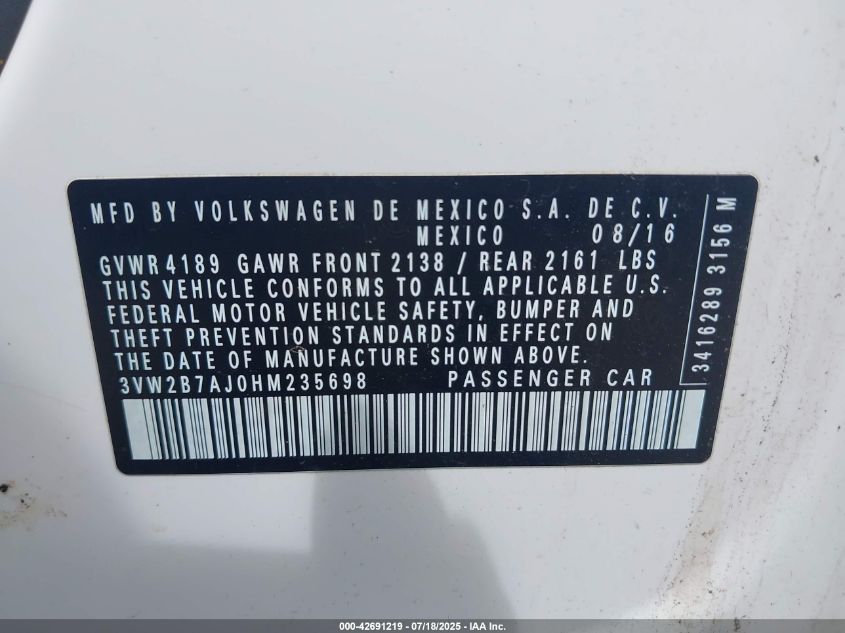 MFD BY VOLKSWAGEN DE MEXICO S.A. DE C.V.
MEXICO 08/16
GVWR 4189 GAWR FRONT 2138 / REAR 2161 LBS
THIS VEHICLE CONFORMS TO ALL APPLICABLE U.S.
FEDERAL MOTOR VEHICLE SAFETY, BUMPER AND
THEFT PREVENTION STANDARDS IN EFFECT ON
THE DATE OF MANUFACTURE SHOWN ABOVE.
3VW2B7AJ0HM235698 PASSENGER CAR
3416289 3156 M
000-42691219 - 07/18/2025 - IAA Inc.